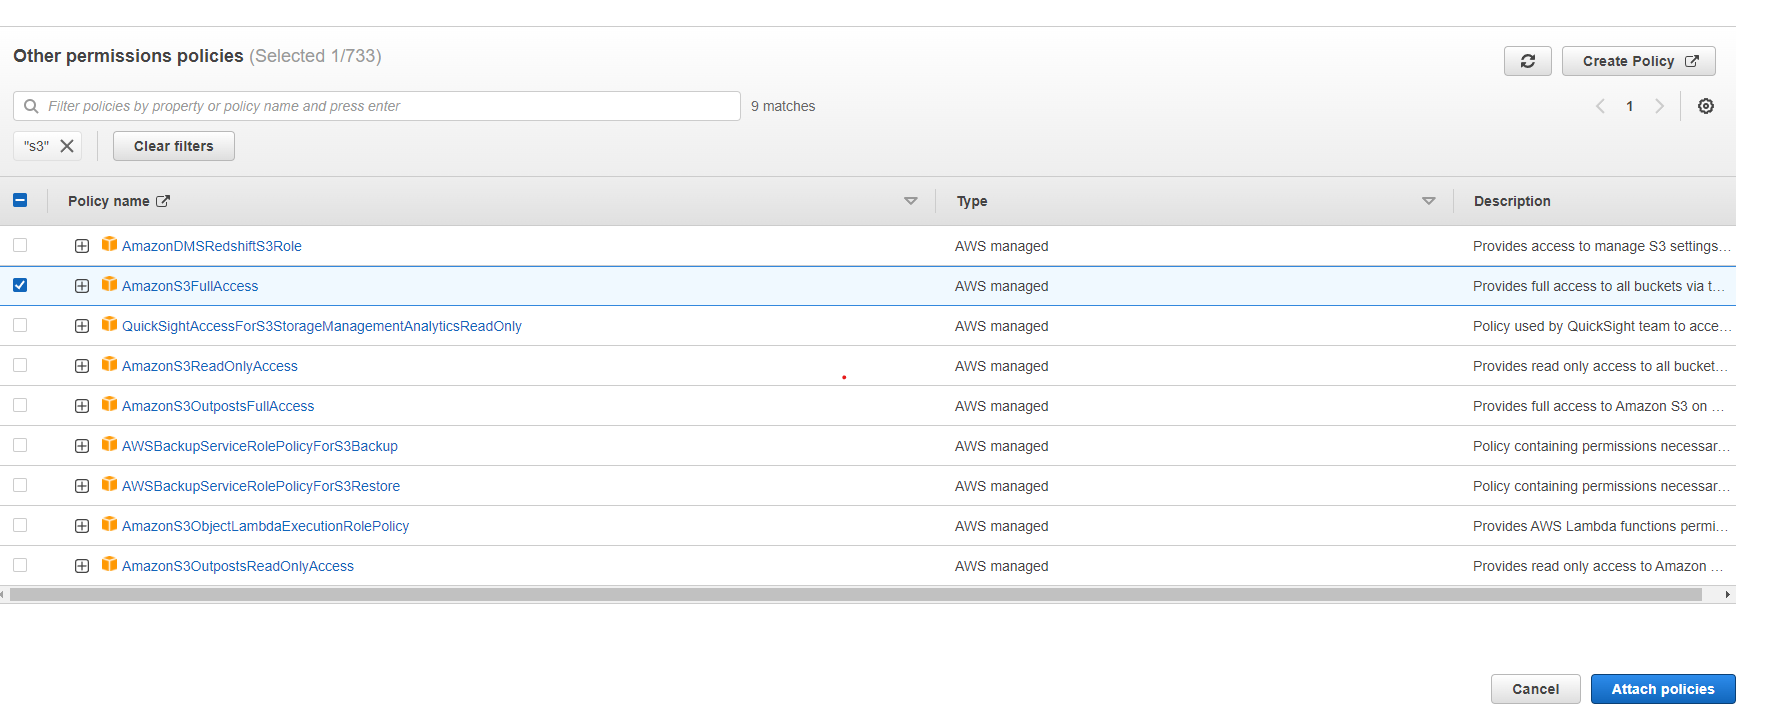 Other permissions policies (Selected 1/733)
Create Policy
Filter policies by property or policy name and press enter
9 matches
1
"s3"
Clear filters
Policy name Type Description
AmazonDMSRedshiftS3Role AWS managed Provides access to manage S3 settings…
AmazonS3FullAccess AWS managed Provides full access to all buckets via t…
QuickSightAccessForS3StorageManagementAnalyticsReadOnly AWS managed Policy used by QuickSight team to acce…
AmazonS3ReadOnlyAccess AWS managed Provides read only access to all bucket…
AmazonS3OutpostsFullAccess AWS managed Provides full access to Amazon S3 on …
AWSBackupServiceRolePolicyForS3Backup AWS managed Policy containing permissions necessar…
AWSBackupServiceRolePolicyForS3Restore AWS managed Policy containing permissions necessar…
AmazonS3ObjectLambdaExecutionRolePolicy AWS managed Provides AWS Lambda functions permi…
AmazonS3OutpostsReadOnlyAccess AWS managed Provides read only access to Amazon …
Cancel
Attach policies